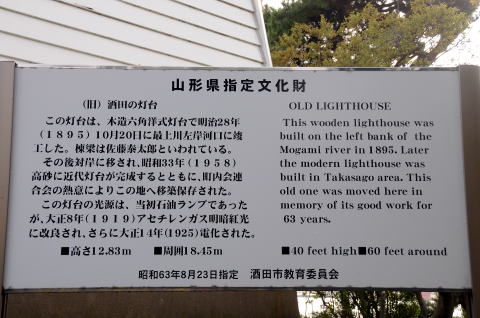 山形県指定文化財
(旧)酒田の灯台
この灯台は、木造六角洋式灯台で明治28年
(1895)10月20日に最上川左岸河口に竣
工した。棟梁は佐藤泰太郎といわれている。
その後対岸に移され、昭和33年(1958)
高砂に近代灯台が完成するとともに、町内会連
合会の熱意によりこの地へ移築保存された。
この灯台の光源は、当初石油ランプであった
が、大正8年(1919)アセチレンガス明暗紅光
に改良され、さらに大正14年(1925)電化された。
■高さ12.83m ■周囲18.45m
OLD LIGHTHOUSE
This wooden lighthouse was
built on the left bank of the
Mogami river in 1895. Later
the modern lighthouse was
built in Takasago area. This
old one was moved here in
memory of its good work for
63 years.
■40 feet high■60 feet around
昭和63年8月23日指定 酒田市教育委員会